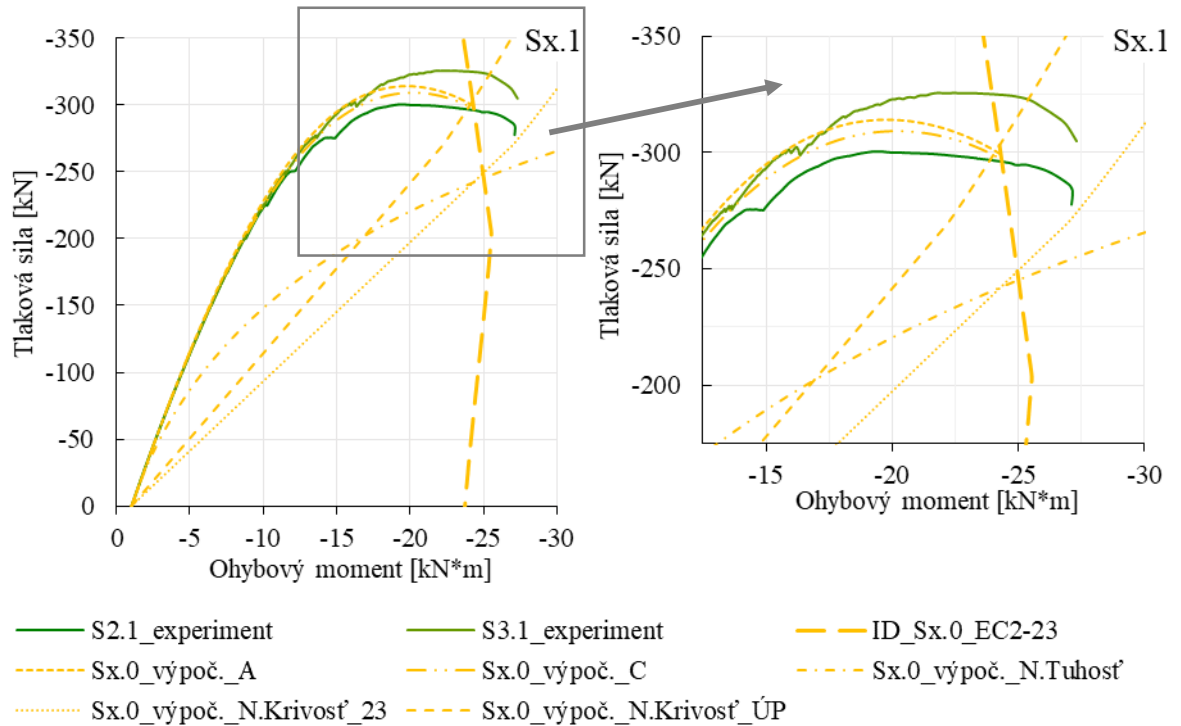 Sx.1
-350
-300
-250
-200
-150
-100
-50
0
Tlaková sila [kN]
0 -5 -10 -15 -20 -25 -30
Ohybový moment [kN*m]
Sx.1
-350
-300
-250
-200
Tlaková sila [kN]
-15 -20 -25 -30
Ohybový moment [kN*m]
S2.1_experiment S3.1_experiment ID_Sx.0_EC2-23
Sx.0_výpoč._A Sx.0_výpoč._C Sx.0_výpoč._N.Tuhosť
Sx.0_výpoč._N.Krivosť_23 Sx.0_výpoč._N.Krivosť_ÚP